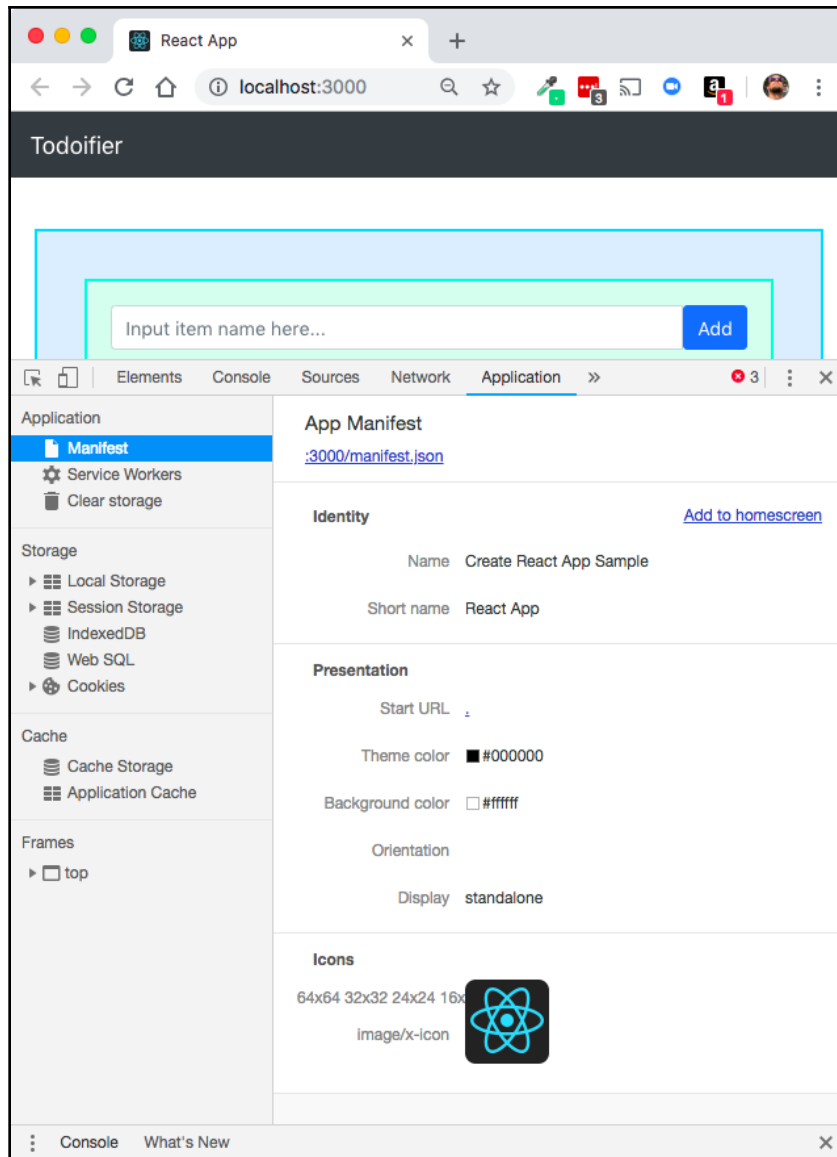 React App
localhost:3000
3
1
Todoifier
Input item name here...
Add
Elements Console Sources Network Application » 3
Application
Manifest
Service Workers
Clear storage
Storage
Local Storage
Session Storage
IndexedDB
Web SQL
Cookies
Cache
Cache Storage
Application Cache
Frames
top
App Manifest
:3000/manifest.json
Identity Add to homescreen
Name Create React App Sample
Short name React App
Presentation
Start URL .
Theme color #000000
Background color #ffffff
Orientation
Display standalone
Icons
64x64 32x32 24x24 16x
image/x-icon
Console What's New